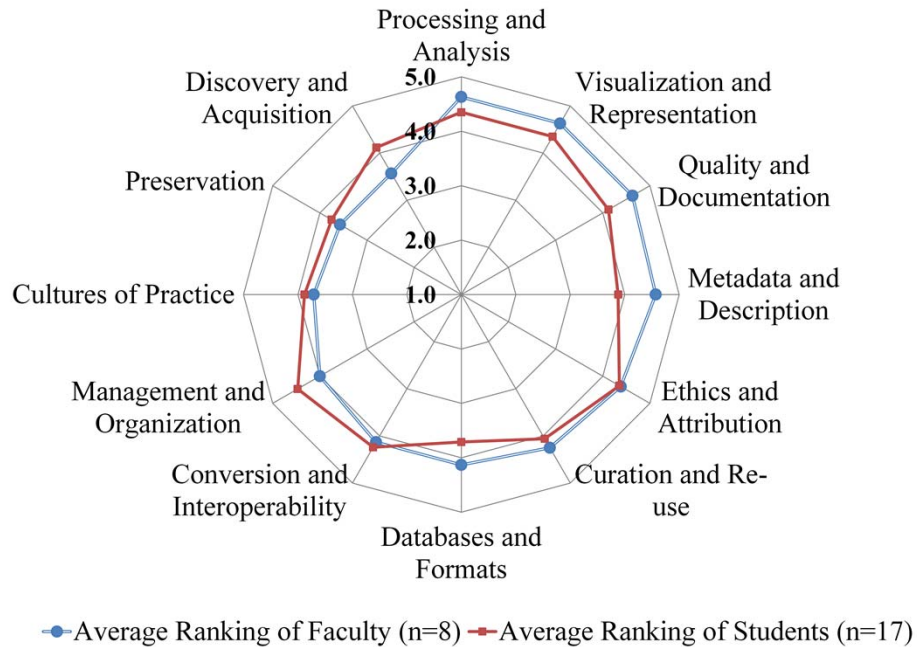 Processing and
Analysis
Discovery and
Acquisition
5.0
Visualization and
Representation
4.0
Preservation
3.0
Quality and
Documentation
2.0
Cultures of Practice
1.0
Metadata and
Description
Management and
Organization
Ethics and
Attribution
Conversion and
Interoperability
Curation and Re-
use
Databases and
Formats
Average Ranking of Faculty (n=8) Average Ranking of Students (n=17)